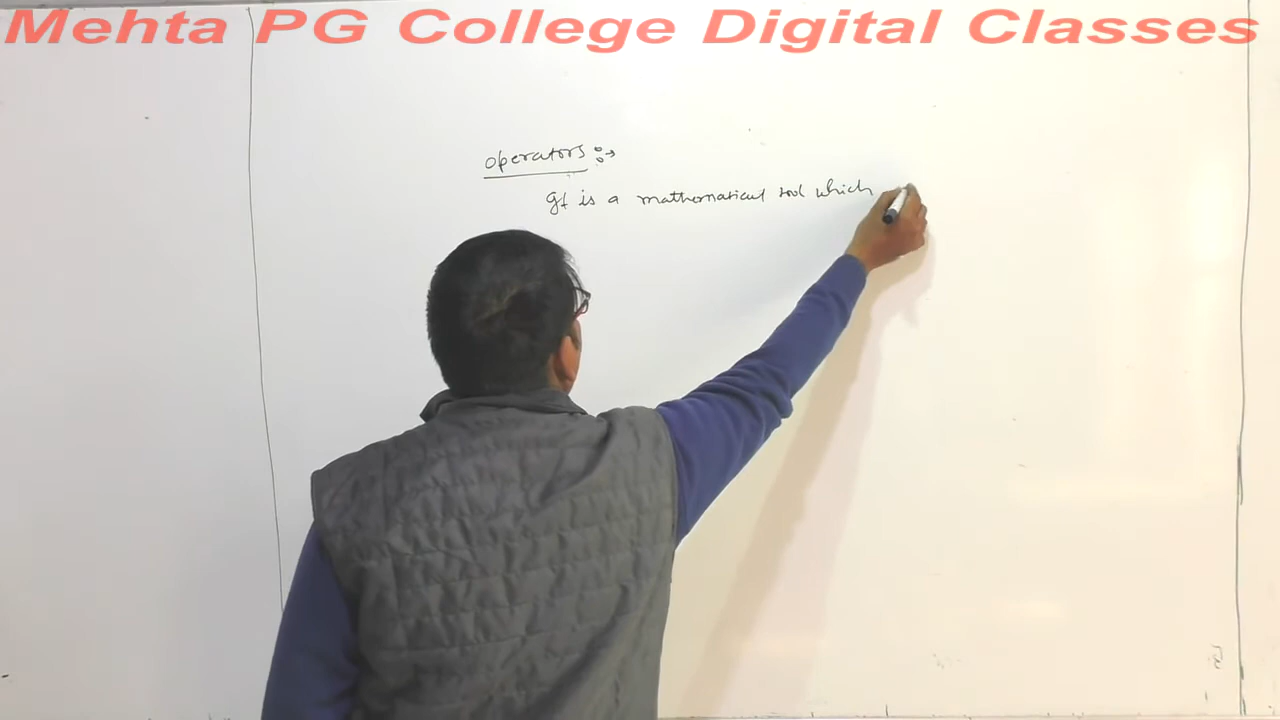 Mehta PG College Digital Classes
operators :→
It is a mathematical tool which